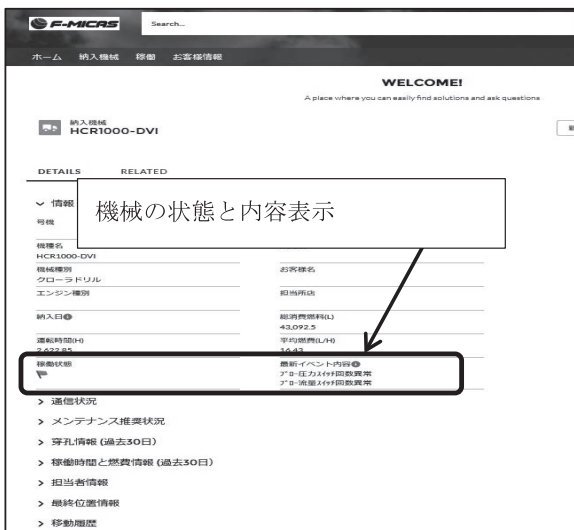 F-MICAS
Search...
ホーム 納入機械 稼働 お客様情報
WELCOME!
A place where you can easily find solutions and ask questions
納入機械
HCR1000-DVI
DETAILS RELATED
情報
機械の状態と内容表示
号機
機種名
HCR1000-DVI
機械種別 お客様名
クローラドリル
エンジン種別 担当所店
納入日 総消費燃料(L)
43,092.5
運転時間(H) 平均燃費(L/H)
2,622.85 16.43
稼働状態 最新イベント内容
ブロー圧力スイッチ回数異常
ブロー流量スイッチ回数異常
通信状況
メンテナンス推奨状況
穿孔情報 (過去30日)
稼働時間と燃費情報 (過去30日)
担当者情報
最終位置情報
移動履歴